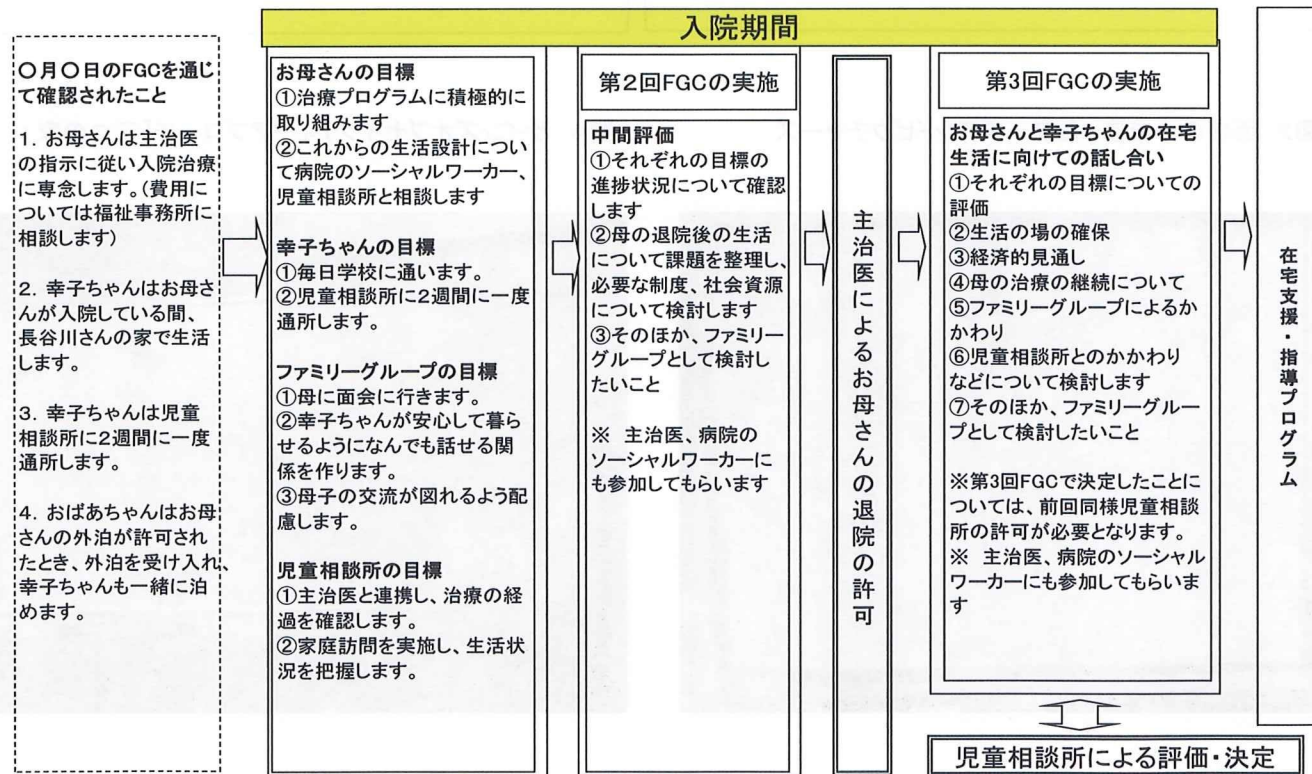 入院期間
〇月〇日のFGCを通じ
て確認されたこと
1. お母さんは主治医
の指示に従い入院治療
に専念します。(費用に
ついては福祉事務所に
相談します)
2. 幸子ちゃんはお母さ
んが入院している間、
長谷川さんの家で生活
します。
3. 幸子ちゃんは児童
相談所に2週間に一度
通所します。
4. おばあちゃんはお母
さんの外泊が許可され
たとき、外泊を受け入れ、
幸子ちゃんも一緒に泊
めます。
お母さんの目標
①治療プログラムに積極的に
取り組みます
②これからの生活設計につい
て病院のソーシャルワーカー、
児童相談所と相談します
幸子ちゃんの目標
①毎日学校に通います。
②児童相談所に2週間に一度
通所します。
ファミリーグループの目標
①母に面会に行きます。
②幸子ちゃんが安心して暮ら
せるようになんでも話せる関
係を作ります。
③母子の交流が図れるよう配
慮します。
児童相談所の目標
①主治医と連携し、治療の経
過を確認します。
②家庭訪問を実施し、生活状
況を把握します。
第2回FGCの実施
中間評価
①それぞれの目標の
進捗状況について確認
します
②母の退院後の生活
について課題を整理し、
必要な制度、社会資源
について検討します
③そのほか、ファミリー
グループとして検討し
たいこと
※ 主治医、病院の
ソーシャルワーカーに
も参加してもらいます
主治医によるお母さんの退院の許可
第3回FGCの実施
お母さんと幸子ちゃんの在宅
生活に向けての話し合い
①それぞれの目標についての
評価
②生活の場の確保
③経済的見通し
④母の治療の継続について
⑤ファミリーグループによるか
かわり
⑥児童相談所とのかかわり
などについて検討します
⑦そのほか、ファミリーグルー
プとして検討したいこと
※第3回FGCで決定したことに
ついては、前回同様児童相談
所の許可が必要となります。
※ 主治医、病院のソーシャル
ワーカーにも参加してもらいま
す
児童相談所による評価・決定
在宅支援・指導プログラム